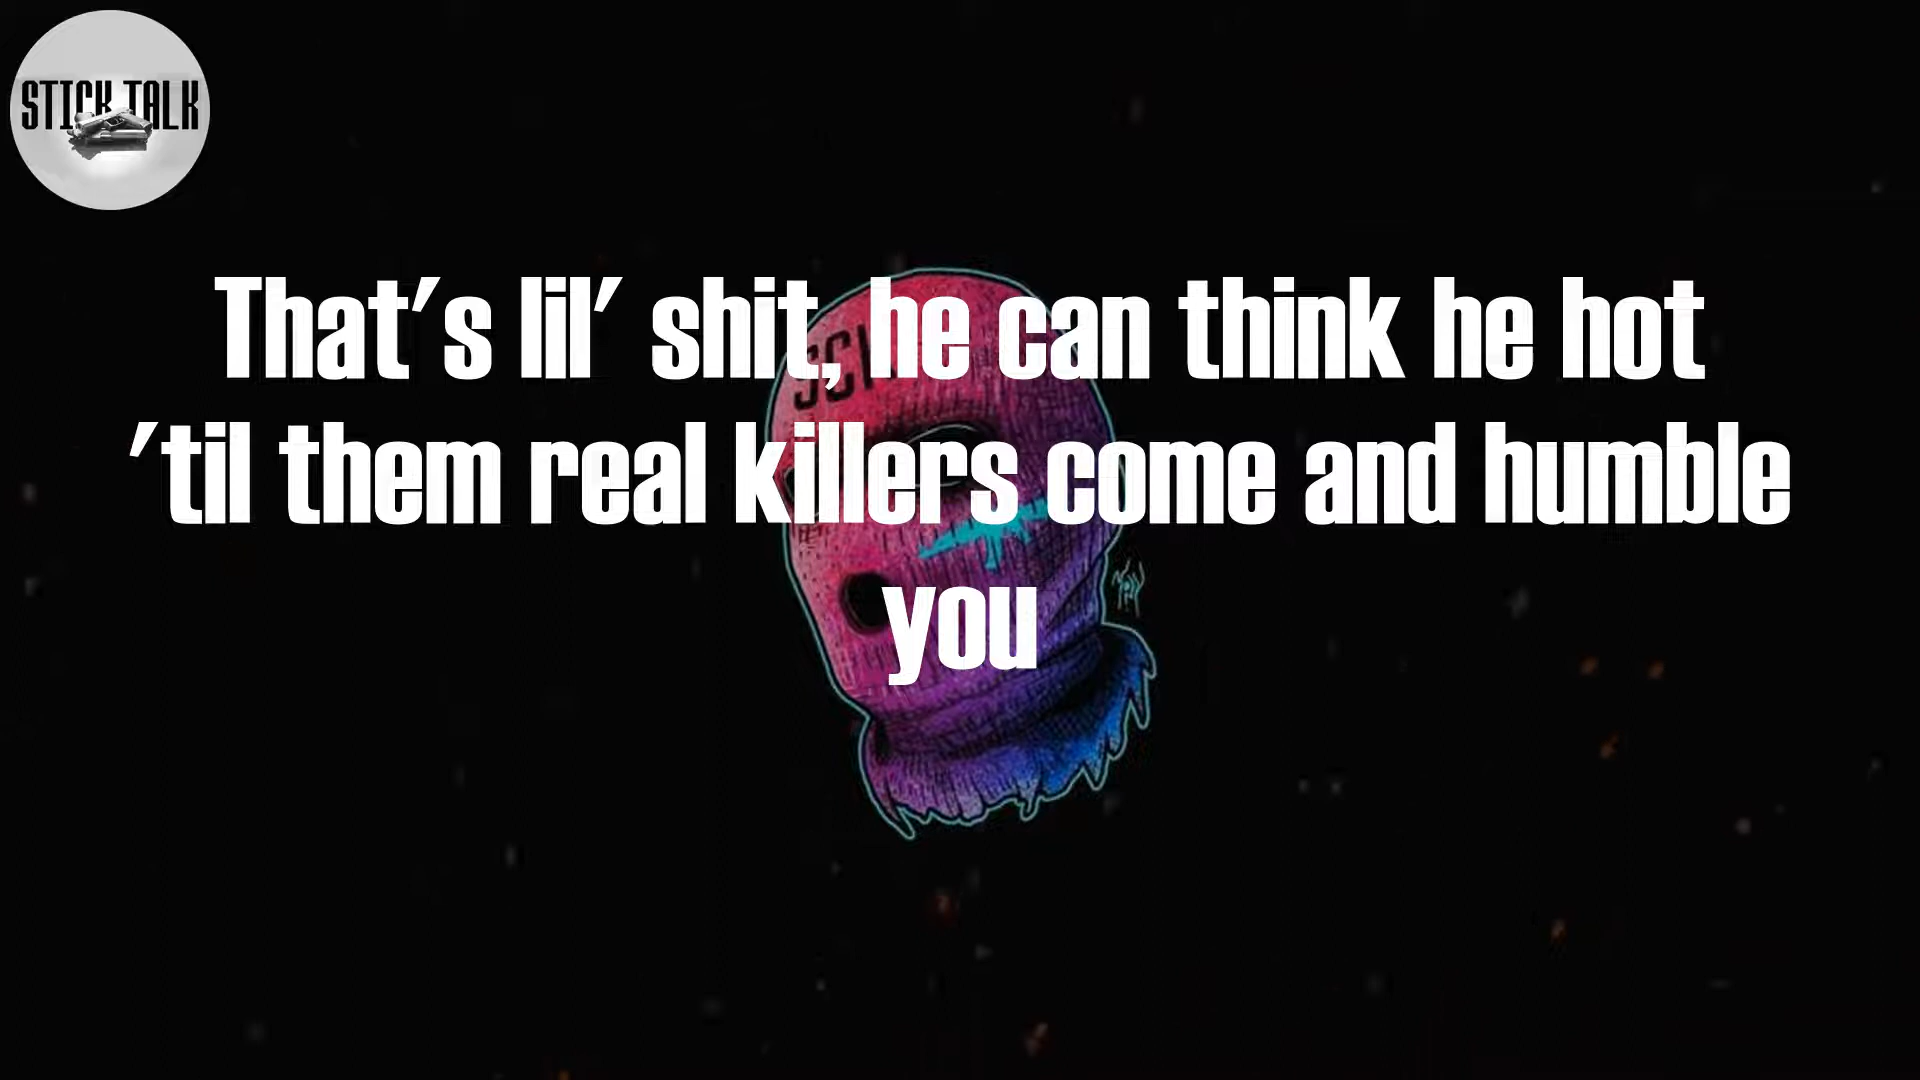 STICK TALK
That's lil' shit, he can think he hot
'til them real killers come and humble
you